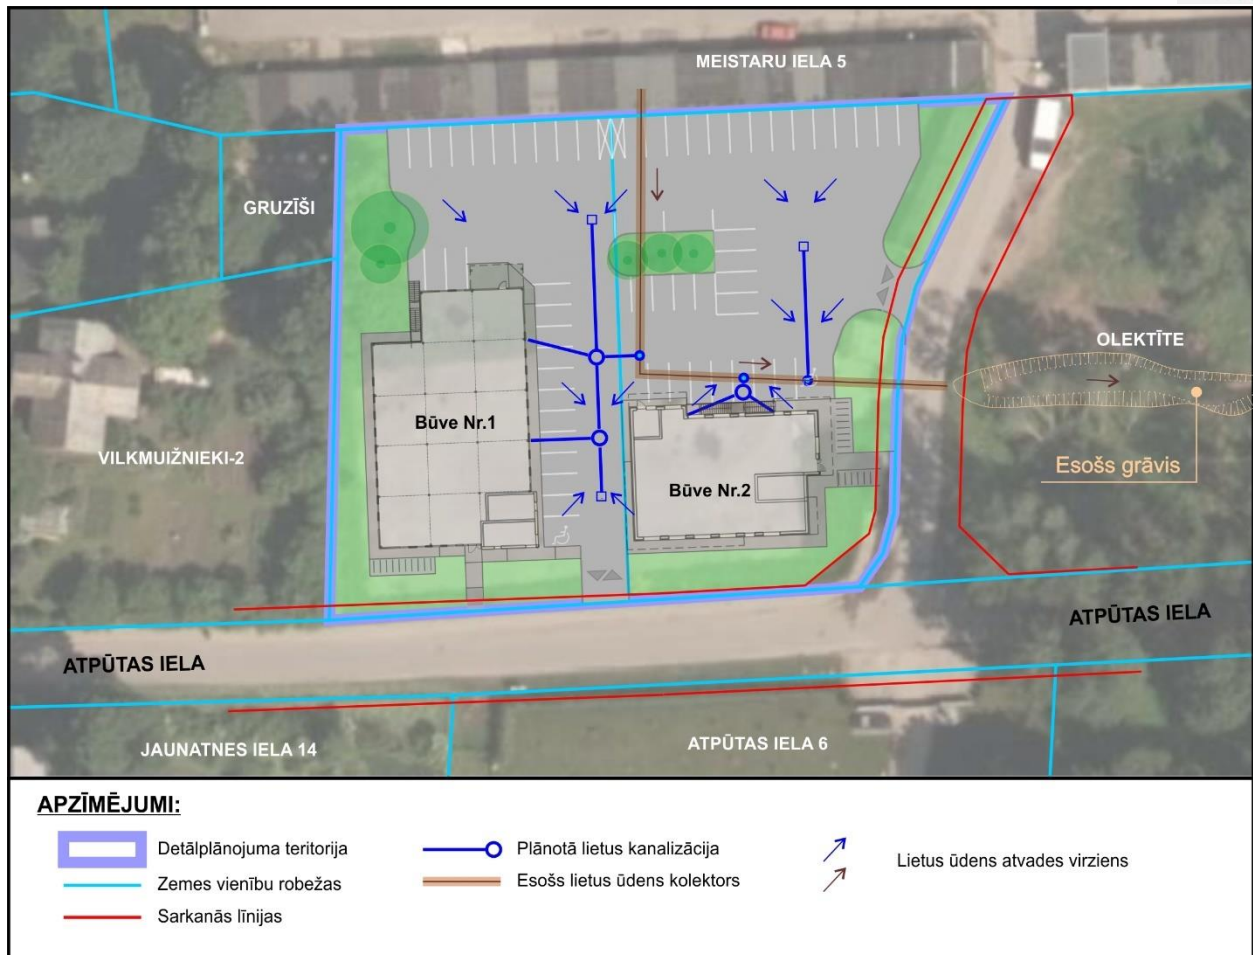 MEISTARU IELA 5
GRUZĪŠI
OLEKTĪTE
Būve Nr.1
VILKMUIŽNIEKI-2
Esošs grāvis
Būve Nr.2
ATPŪTAS IELA
ATPŪTAS IELA
JAUNATNES IELA 14
ATPŪTAS IELA 6
APZĪMĒJUMI:
Detālplānojuma teritorija
Plānotā lietus kanalizācija
Lietus ūdens atvades virziens
Zemes vienību robežas
Esošs lietus ūdens kolektors
Sarkanās līnijas